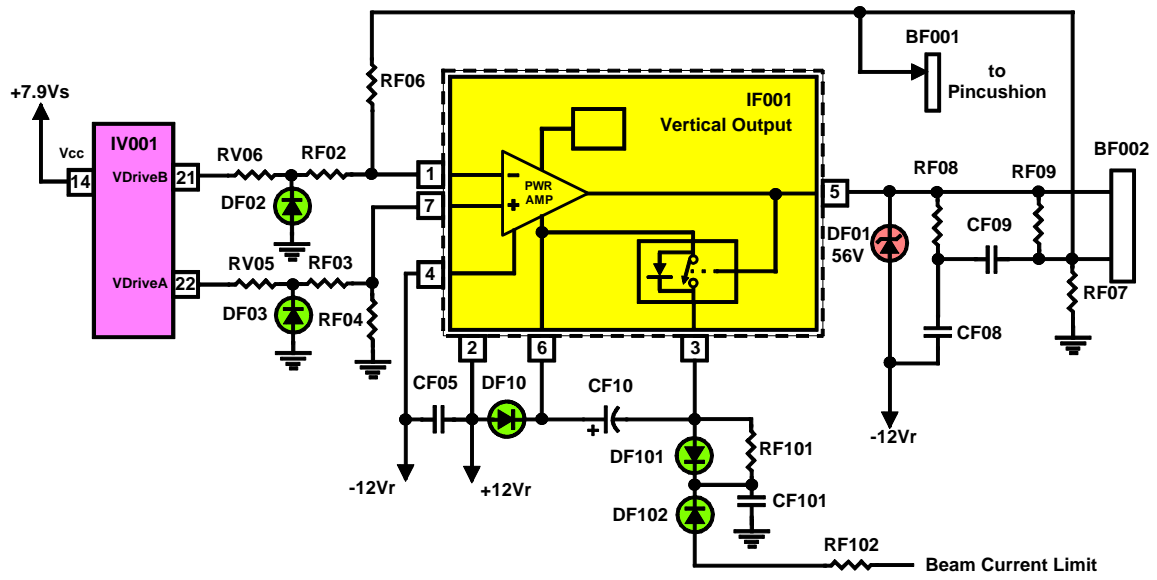 BF001
to
Pincushion
RF06
+7.9Vs
IF001
Vertical Output
IV001
Vcc
14
VDriveB
21
RV06
RF02
1
−
PWR
AMP
+
7
5
RF08
RF09
BF002
DF02
DF01
56V
CF09
4
VDriveA
22
RV05
RF03
DF03
RF04
RF07
CF08
2
6
3
CF05
DF10
CF10
+
-12Vr
+12Vr
-12Vr
DF101
RF101
CF101
DF102
RF102
Beam Current Limit